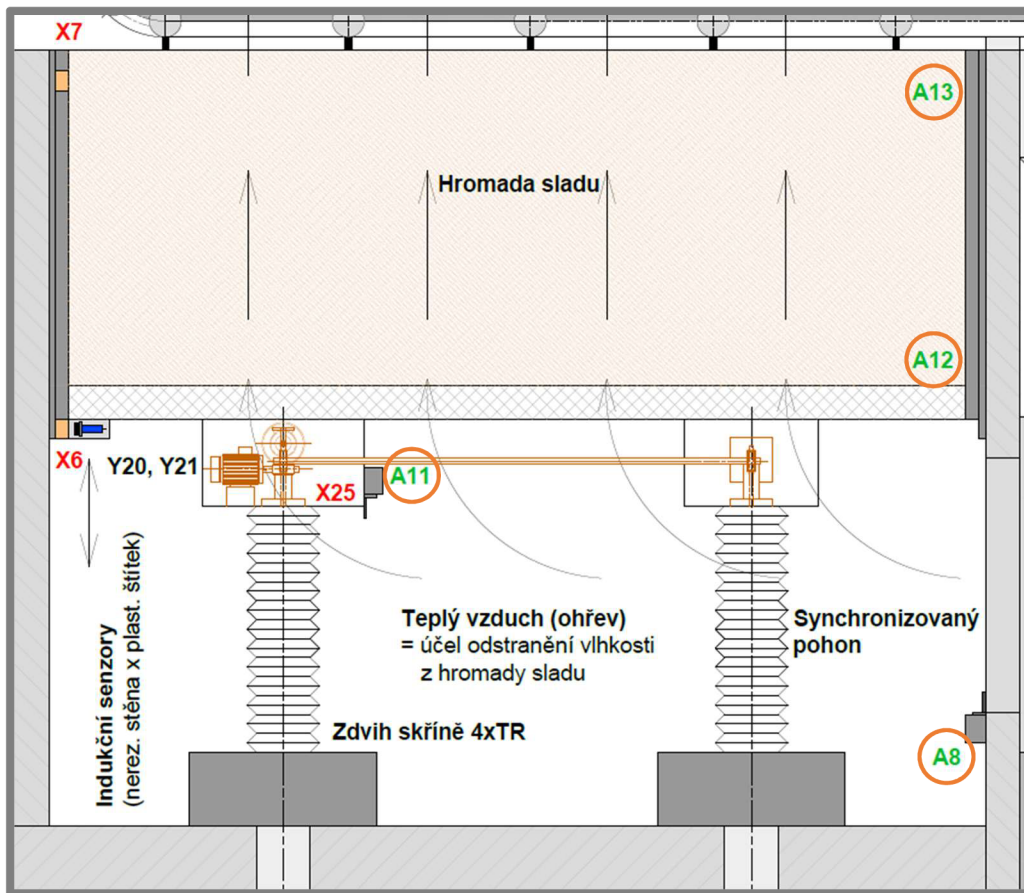 X7
A13
Hromada sladu
A12
X6
Y20, Y21
X25
A11
Indukční senzory
(nerez. stěna x plast. štítek)
Teplý vzduch (ohřev)
= účel odstranění vlhkosti
z hromady sladu
Synchronizovaný
pohon
Zdvih skříně 4xTR
A8